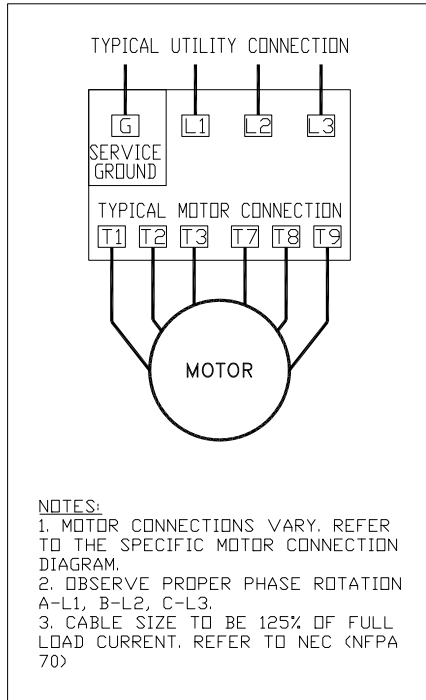 TYPICAL UTILITY CONNECTION
G L1 L2 L3
SERVICE
GROUND
TYPICAL MOTOR CONNECTION
T1 T2 T3 T7 T8 T9
MOTOR
NOTES:
1. MOTOR CONNECTIONS VARY. REFER
TO THE SPECIFIC MOTOR CONNECTION
DIAGRAM.
2. OBSERVE PROPER PHASE ROTATION
A-L1, B-L2, C-L3.
3. CABLE SIZE TO BE 125% OF FULL
LOAD CURRENT. REFER TO NEC (NFPA
70)